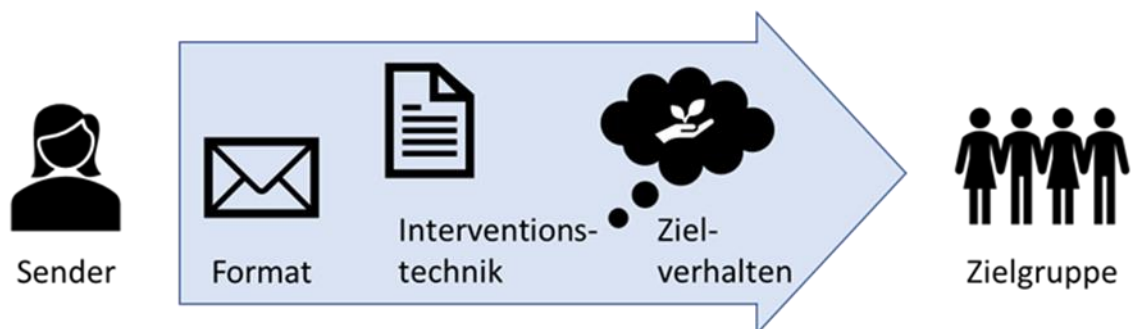 Sender
Format
Interventions-
technik
Ziel-
verhalten
Zielgruppe